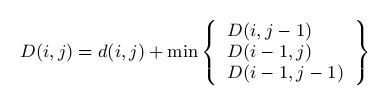 D(i, j) = d(i, j) + min { D(i, j − 1)
D(i − 1, j)
D(i − 1, j − 1) }